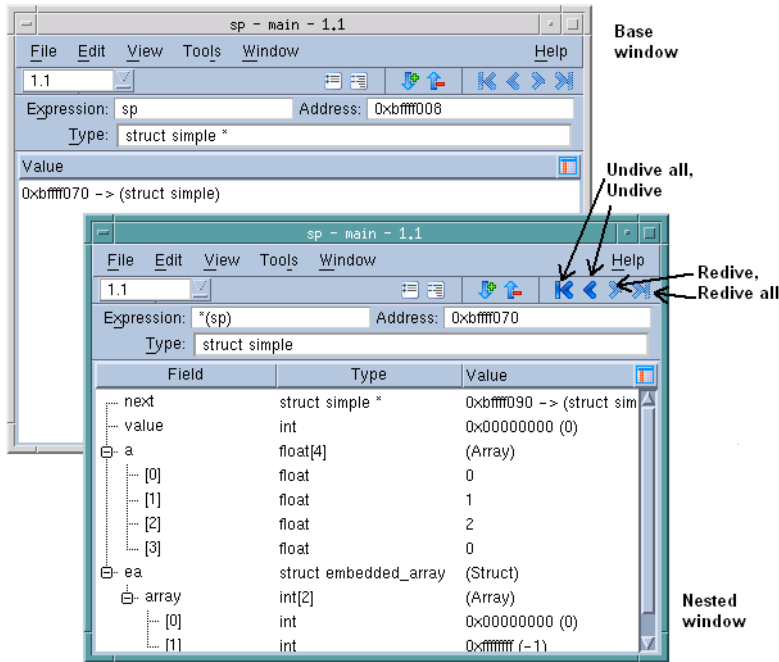 sp - main - 1.1
Base window
File Edit View Tools Window Help
1.1
Expression: sp Address: 0xbffff008
Type: struct simple *
Value
0xbffff070 -> (struct simple)
Undive all,
Undive
sp - main - 1.1
File Edit View Tools Window Help
Redive,
Redive all
1.1
Expression: *(sp) Address: 0xbffff070
Type: struct simple
Field Type Value
next struct simple * 0xbffff090 -> (struct sim
value int 0x00000000 (0)
a float[4] (Array)
[0] float 0
[1] float 1
[2] float 2
[3] float 0
ea struct embedded_array (Struct)
array int[2] (Array)
[0] int 0x00000000 (0)
[1] int 0xffffffff (-1)
Nested window